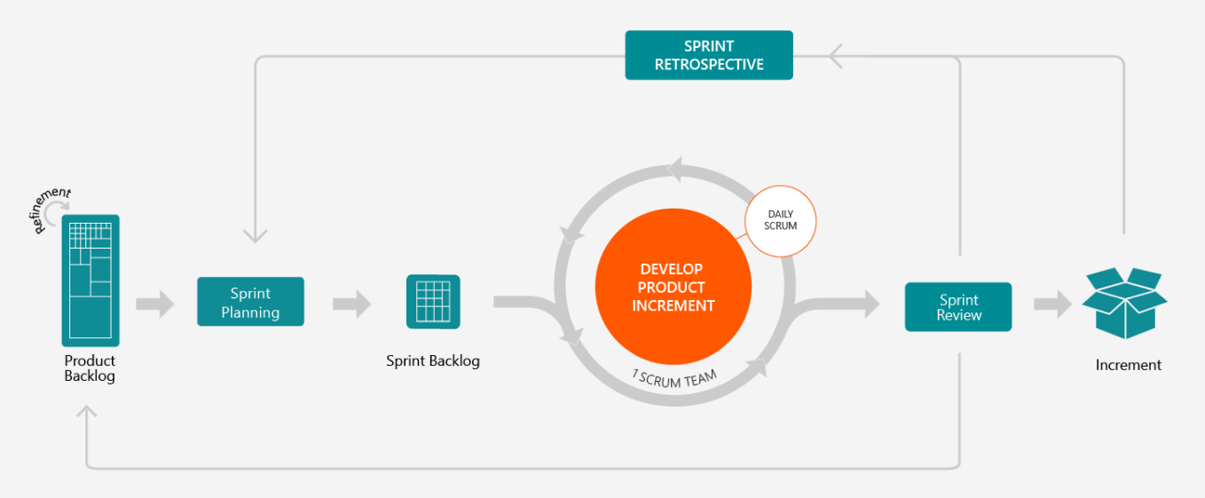 SPRINT
RETROSPECTIVE
Refinement
DAILY
SCRUM
DEVELOP
PRODUCT
INCREMENT
Sprint
Planning
Sprint
Review
Product
Backlog
Sprint Backlog
1 SCRUM TEAM
Increment